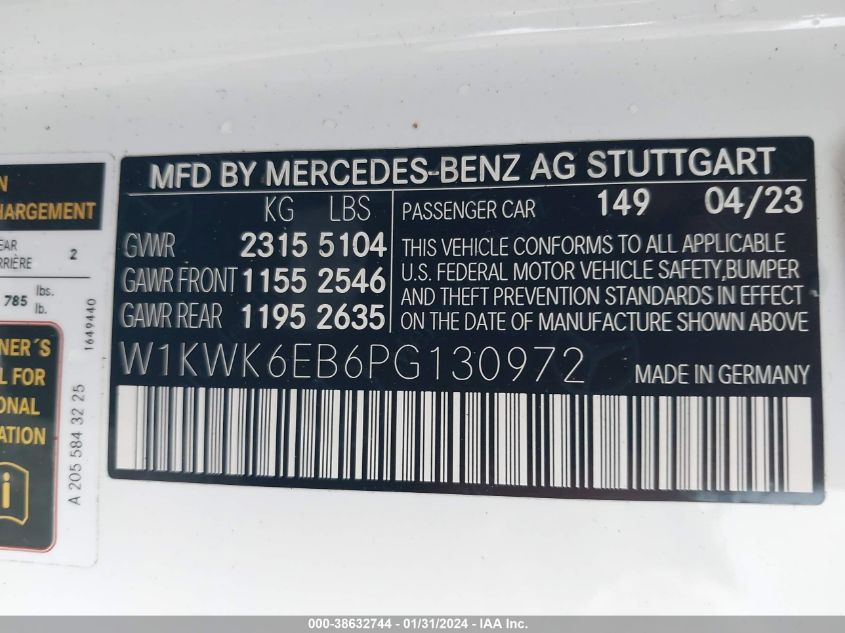 N
HARGEMENT
EAR
RRIÈRE 2
785 lbs.
lb.
NER´S
L FOR
ONAL
ATION
i
1649440
A 205 584 32 25
MFD BY MERCEDES-BENZ AG STUTTGART
KG LBS
PASSENGER CAR 149 04/23
GVWR 2315 5104
GAWR FRONT 1155 2546
GAWR REAR 1195 2635
THIS VEHICLE CONFORMS TO ALL APPLICABLE
U.S. FEDERAL MOTOR VEHICLE SAFETY,BUMPER
AND THEFT PREVENTION STANDARDS IN EFFECT
ON THE DATE OF MANUFACTURE SHOWN ABOVE
W1KWK6EB6PG130972
MADE IN GERMANY
000-38632744 - 01/31/2024 - IAW - Copart, Inc.